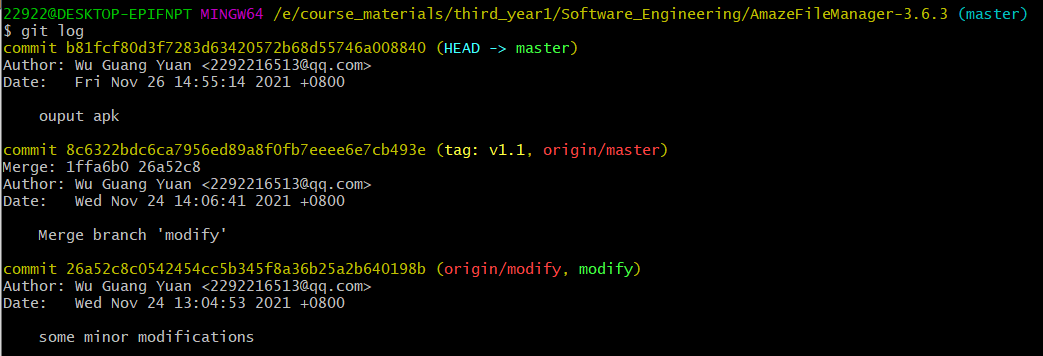 22922@DESKTOP-EPIFNPT MINGW64 /e/course_materials/third_year1/Software_Engineering/AmazeFileManager-3.6.3 (master)
$ git log
commit b81fcf80d3f7283d63420572b68d55746a008840 (HEAD -> master)
Author: Wu Guang Yuan <2292216513@qq.com>
Date:   Fri Nov 26 14:55:14 2021 +0800
    ouput apk
commit 8c6322bdc6ca7956ed89a8f0fb7eeee6e7cb493e (tag: v1.1, origin/master)
Merge: 1ffa6b0 26a52c8
Author: Wu Guang Yuan <2292216513@qq.com>
Date:   Wed Nov 24 14:06:41 2021 +0800
    Merge branch 'modify'
commit 26a52c8c0542454cc5b345f8a36b25a2b640198b (origin/modify, modify)
Author: Wu Guang Yuan <2292216513@qq.com>
Date:   Wed Nov 24 13:04:53 2021 +0800
    some minor modifications